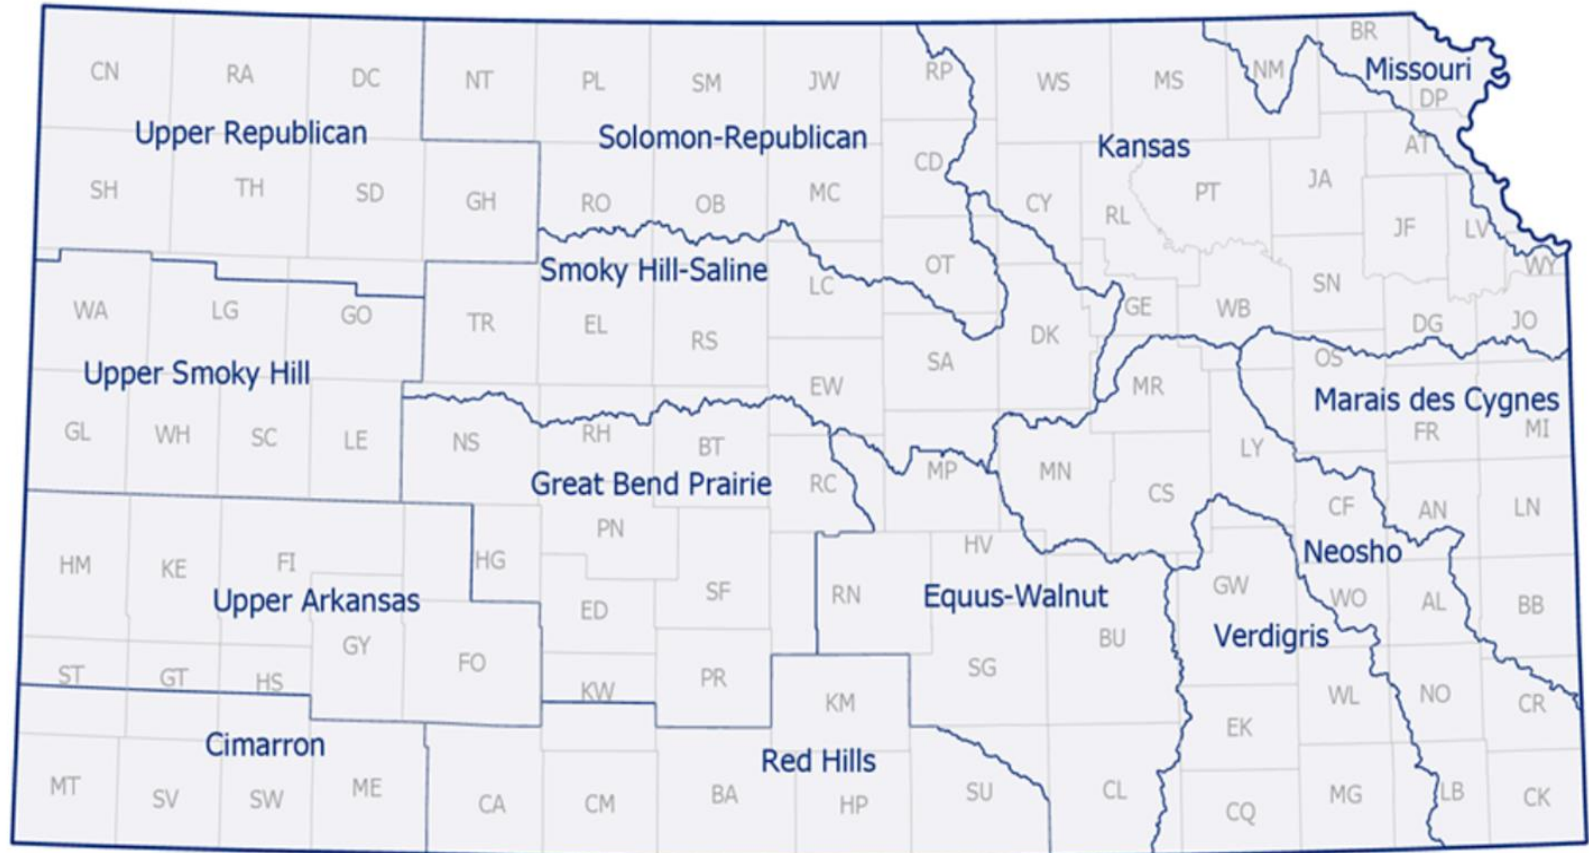 BR
CN RA DC NT PL SM JW RP WS MS NM Missouri
DP
Upper Republican Solomon-Republican Kansas AT
SH TH SD GH RO OB MC CD CY RL PT JA JF LV
WY
Smoky Hill-Saline OT
WA LG GO TR EL RS LC SA DK GE WB SN DG JO
OS
Upper Smoky Hill EW MR Marais des Cygnes
GL WH SC LE NS RH BT MP MN LY FR MI
Great Bend Prairie RC CS CF AN LN
PN
HM KE FI HG SF HV Neosho
Upper Arkansas ED RN Equus-Walnut GW WO AL BB
GY BU Verdigris
ST GT HS FO KW PR KM SG WL NO CR
Cimarron EK
Red Hills
MT SV SW ME CA CM BA HP SU CL CQ MG LB CK